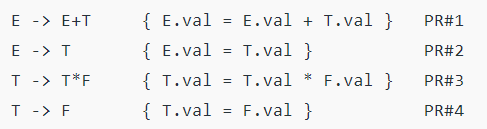 E -> E+T { E.val = E.val + T.val } PR#1
E -> T { E.val = T.val } PR#2
T -> T*F { T.val = T.val * F.val } PR#3
T -> F { T.val = F.val } PR#4